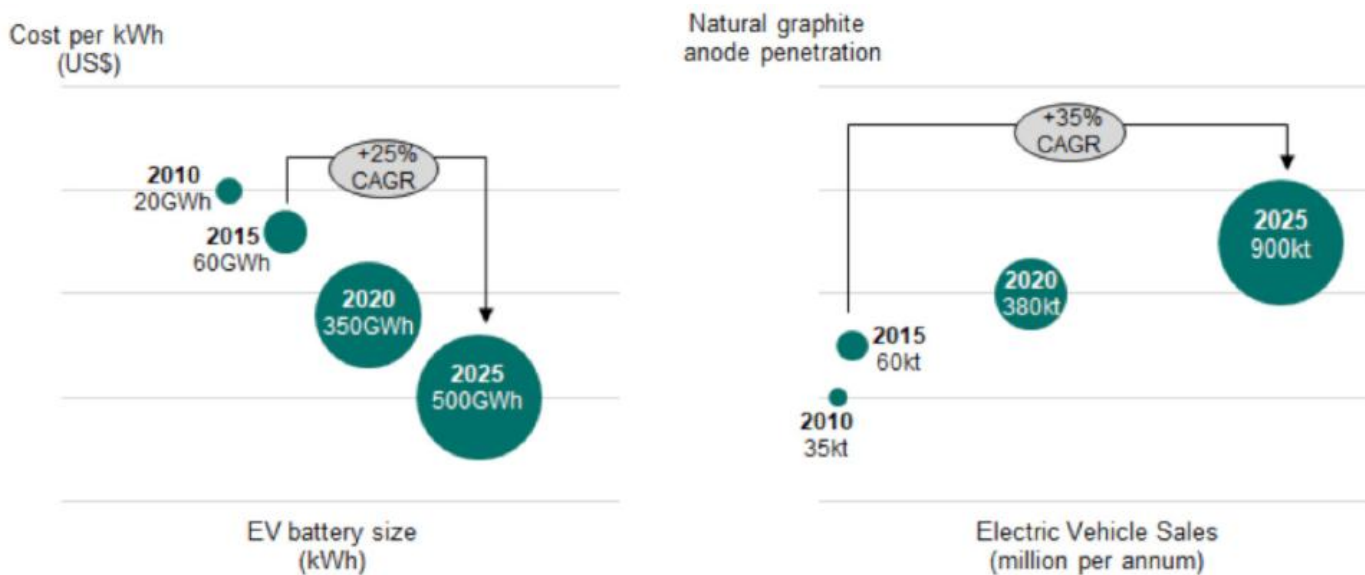 Cost per kWh
(US$)
+25%
CAGR
2010
20GWh
2015
60GWh
2020
350GWh
2025
500GWh
EV battery size
(kWh)
Natural graphite
anode penetration
+35%
CAGR
2025
900kt
2020
380kt
2015
60kt
2010
35kt
Electric Vehicle Sales
(million per annum)